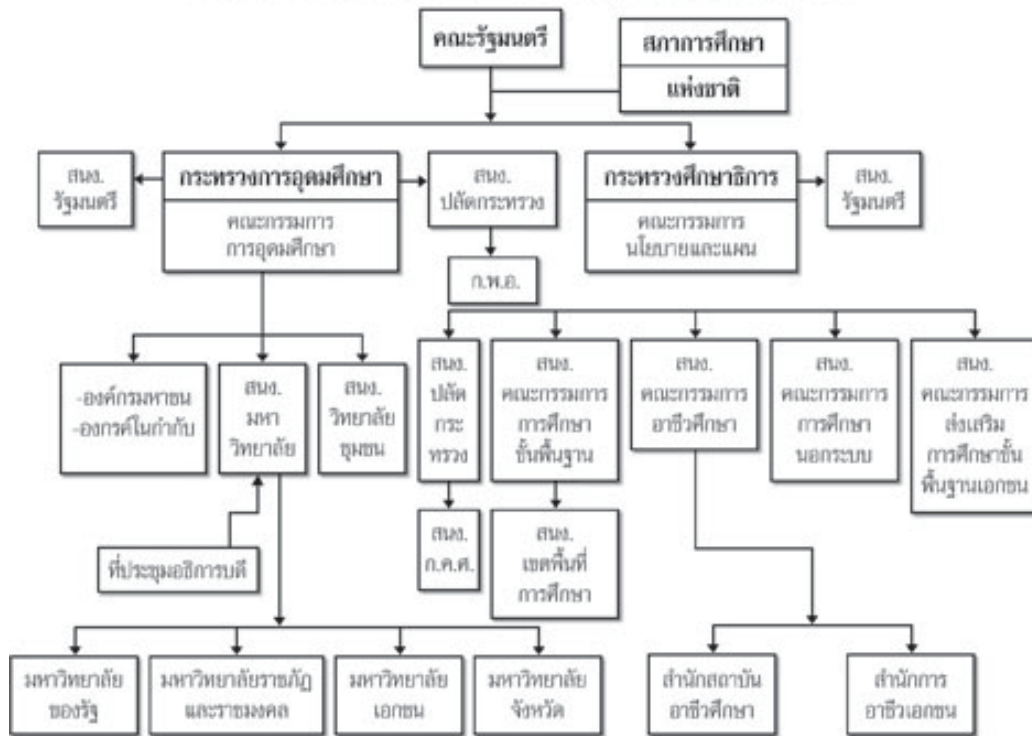 คณะรัฐมนตรี
สภาการศึกษา
แห่งชาติ
สนง.
รัฐมนตรี
กระทรวงการอุดมศึกษา
คณะกรรมการ
การอุดมศึกษา
สนง.
ปลัดกระทรวง
กระทรวงศึกษาธิการ
คณะกรรมการ
นโยบายและแผน
สนง.
รัฐมนตรี
ก.พ.อ.
-องค์กรมหาชน
-องกรค์ในกำกับ
สนง.
มหา
วิทยาลัย
สนง.
วิทยาลัย
ชุมชน
สนง.
ปลัด
กระ
ทรวง
สนง.
คณะกรรมการ
การศึกษา
ขั้นพื้นฐาน
สนง.
คณะกรรมการ
อาชีวศึกษา
สนง.
คณะกรรมการ
การศึกษา
นอกระบบ
สนง.
คณะกรรมการ
ส่งเสริม
การศึกษาขั้น
พื้นฐานเอกชน
ที่ประชุมอธิการบดี
สนง.
ก.ค.ศ.
สนง.
เขตพื้นที่
การศึกษา
มหาวิทยาลัย
ของรัฐ
มหาวิทยาลัยราชภัฏ
และราชมงคล
มหาวิทยาลัย
เอกชน
มหาวิทยาลัย
จังหวัด
สำนักสถาบัน
อาชีวศึกษา
สำนักการ
อาชีวเอกชน